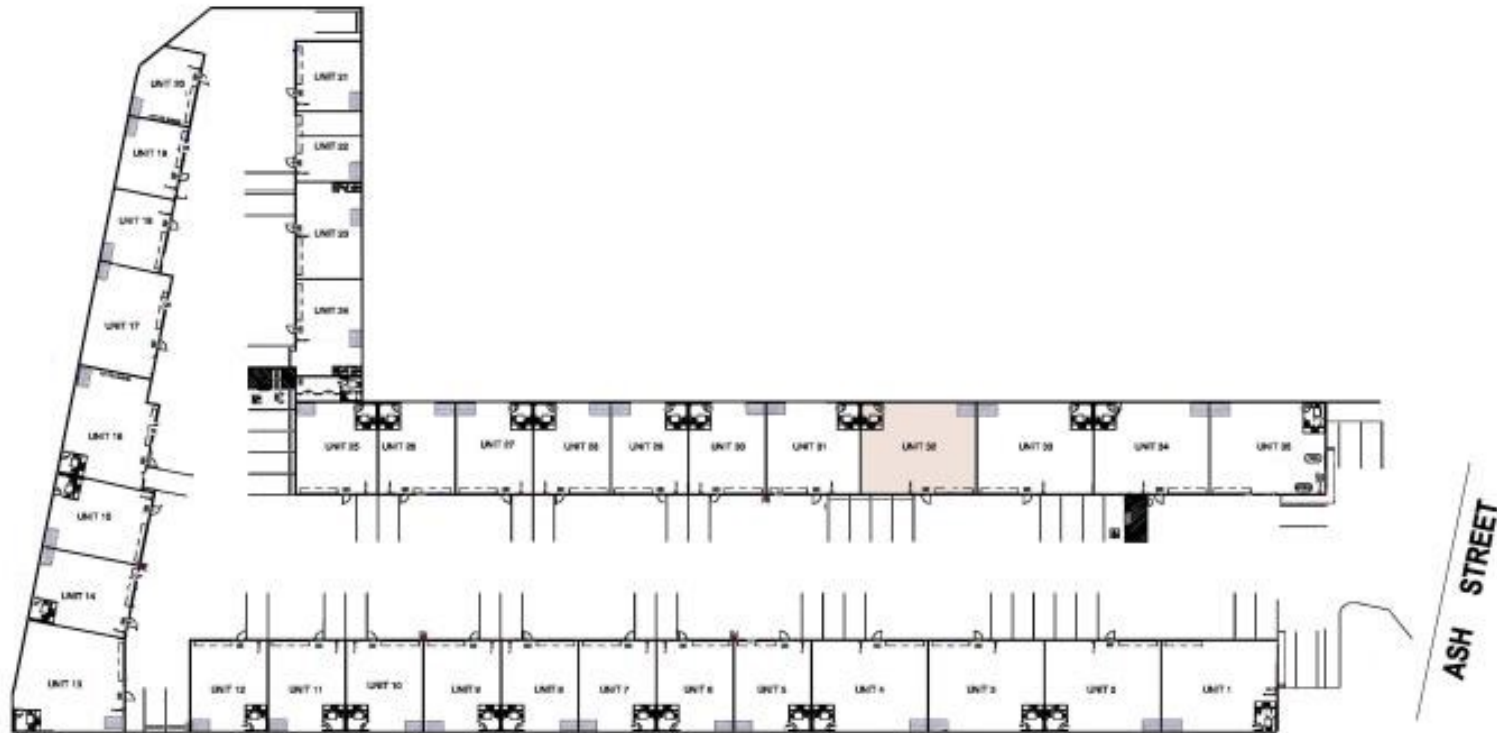 UNIT 20
UNIT 21
UNIT 19
UNIT 22
UNIT 18
UNIT 23
UNIT 17
UNIT 24
UNIT 16
UNIT 25
UNIT 26
UNIT 27
UNIT 28
UNIT 29
UNIT 30
UNIT 31
UNIT 32
UNIT 33
UNIT 34
UNIT 35
UNIT 15
UNIT 14
UNIT 13
UNIT 12
UNIT 11
UNIT 10
UNIT 9
UNIT 8
UNIT 7
UNIT 6
UNIT 5
UNIT 4
UNIT 3
UNIT 2
UNIT 1
ASH STREET